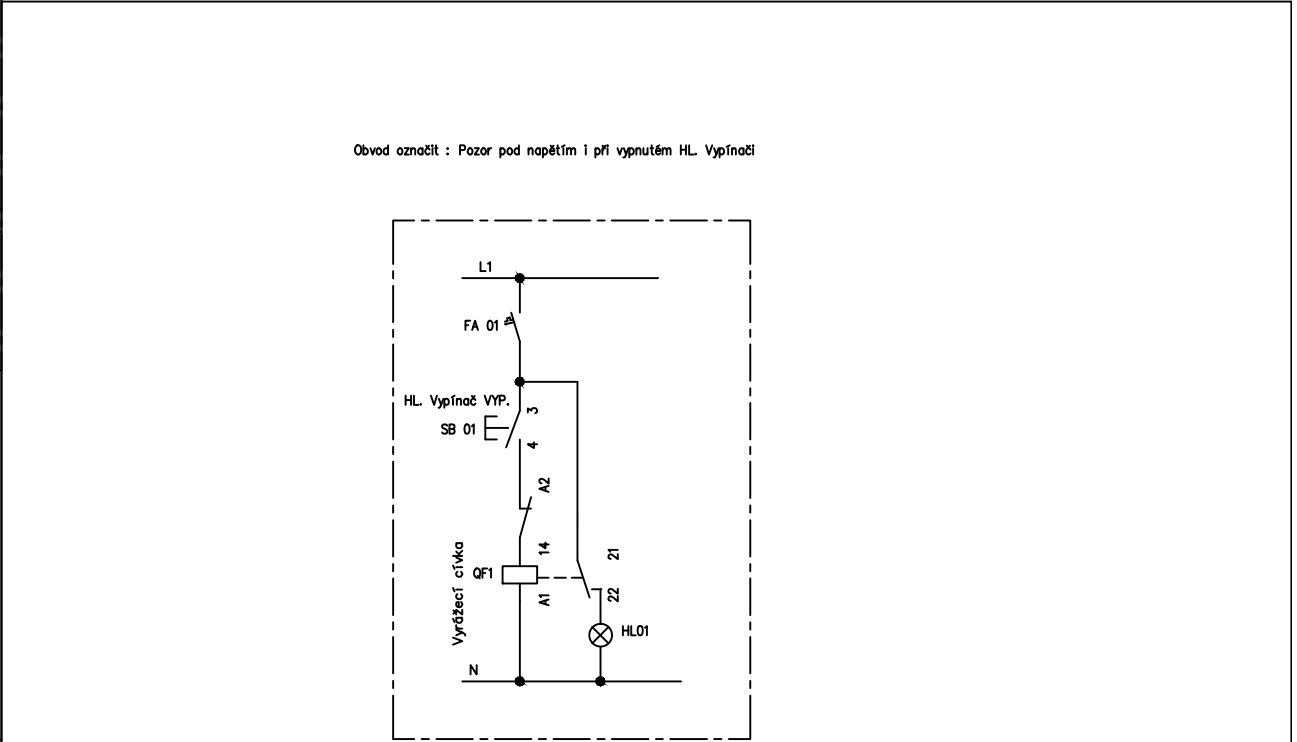 Obvod označit : Pozor pod napětím i při vypnutém HL. Vypínači
L1
FA 01
HL. Vypínač VYP.
3
SB 01
4
A2
14
21
Vyrážecí cívka
QF1
A1
22
HL01
N